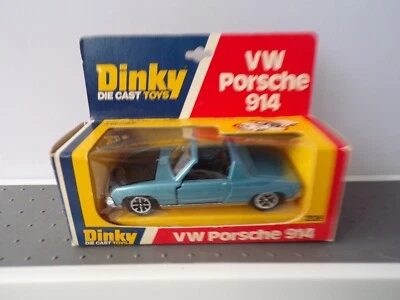 Dinky
DIE CAST TOYS
VW
Porsche
914
Dinky
DIE CAST TOYS
VW Porsche 914